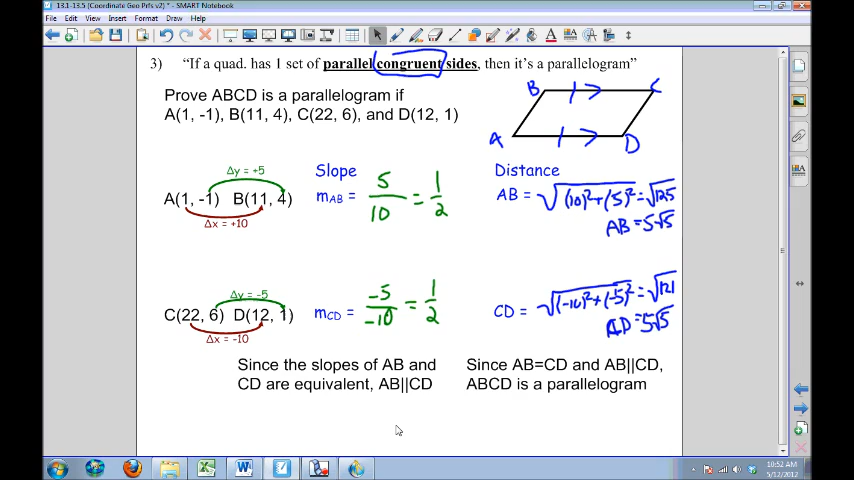 13.1-13.5 (Coordinate Geo Prfs v2) * - SMART Notebook
File Edit View Insert Format Tools Draw Help
3) "If a quad. has 1 set of parallel congruent sides, then it's a parallelogram"
Prove ABCD is a parallelogram if
A(1, -1), B(11, 4), C(22, 6), and D(12, 1)
B C
A D
Δy = +5
A(1, -1) B(11, 4)
Δx = +10
Slope
mAB = 5/10 = 1/2
Distance
AB = √(10)²+(5)² = √125
AB = 5√5
Δy = -5
C(22, 6) D(12, 1)
Δx = -10
mCD = -5/-10 = 1/2
CD = √(-10)²+(-5)² = √121
CD = 5√5
Since the slopes of AB and
CD are equivalent, AB||CD
Since AB=CD and AB||CD,
ABCD is a parallelogram
10:52 AM
5/12/2012